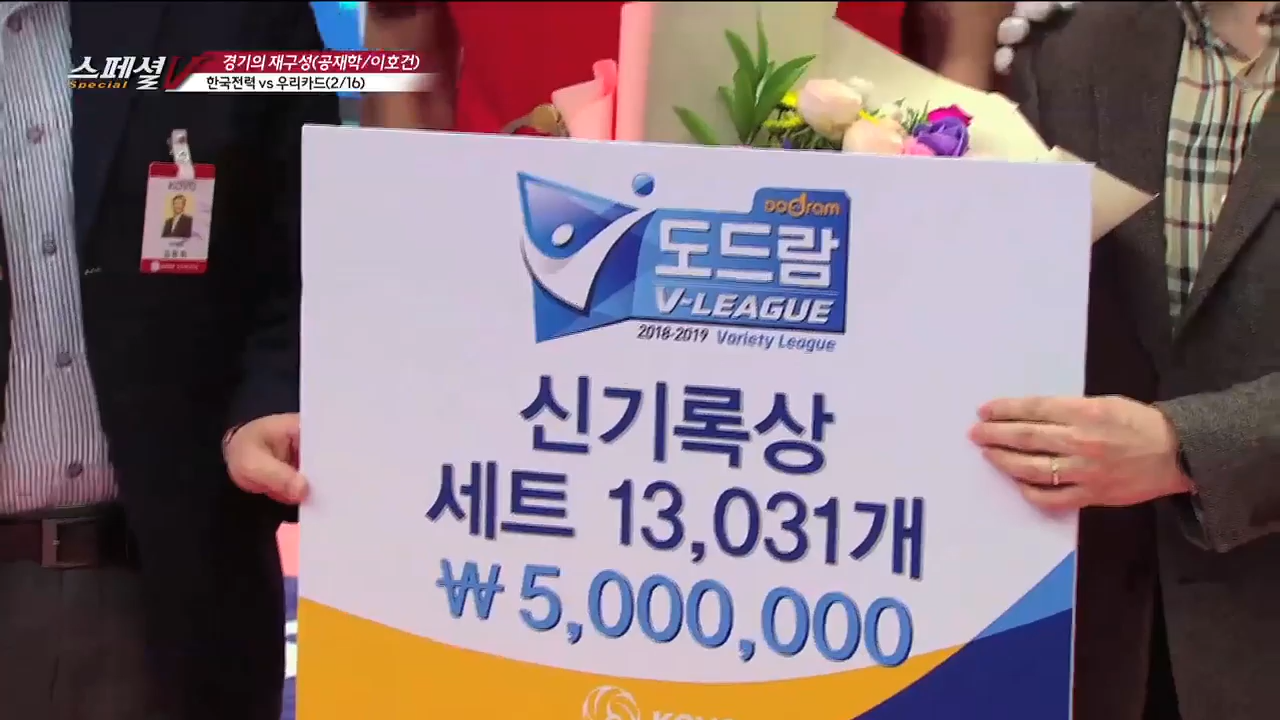 스페셜V
Special
경기의 재구성(공재학/이호건)
한국전력 vs 우리카드(2/16)
KOVO
Dodram
도드람
V-LEAGUE
2018-2019 Variety League
신기록상
세트 13,031개
₩5,000,000